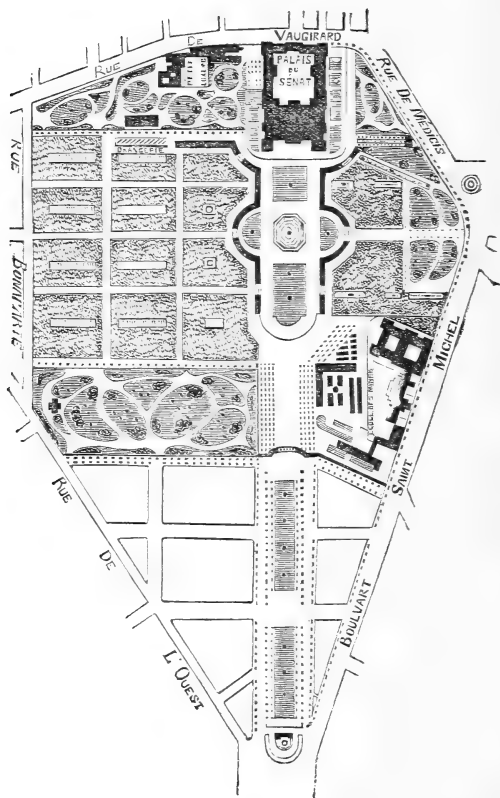 RUE DE VAUGIRARD
PALAIS
DU
SENAT
RUE DE MEDICIS
RUE BONAPARTE
MICHEL
SAINT
BOULVART
RUE DE L'OUEST